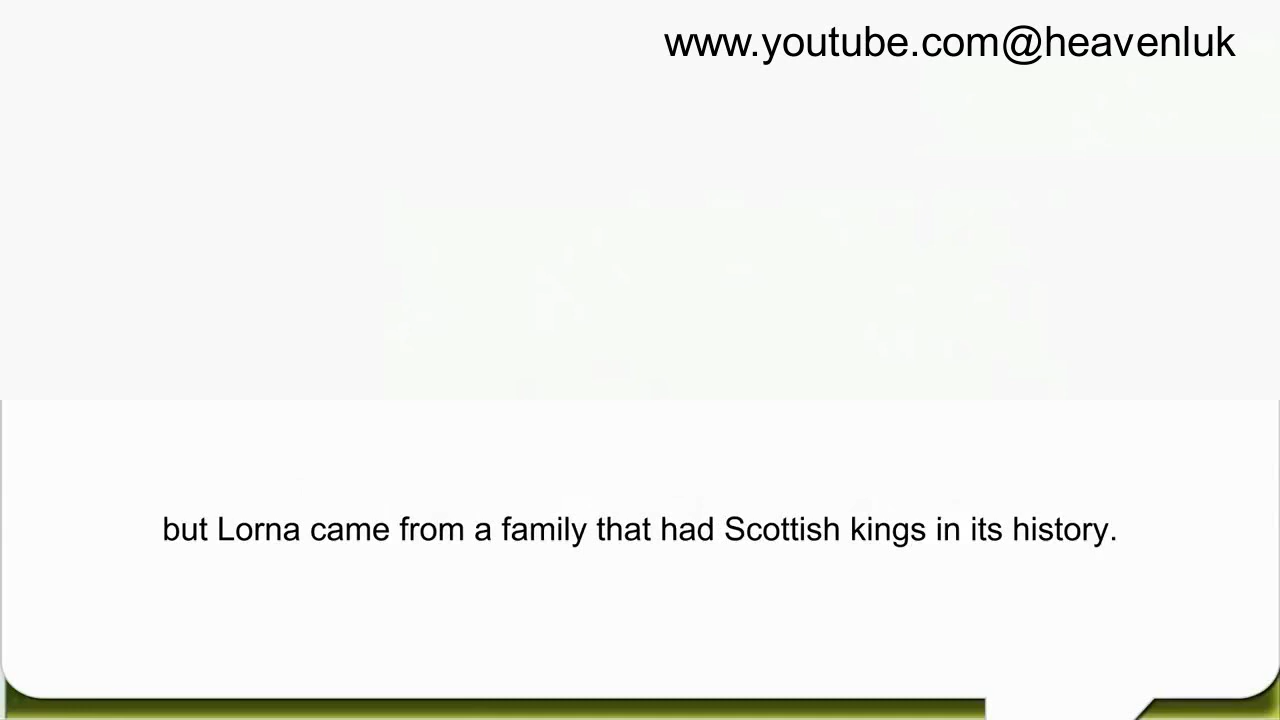 www.youtube.com@heavenluk
but Lorna came from a family that had Scottish kings in its history.